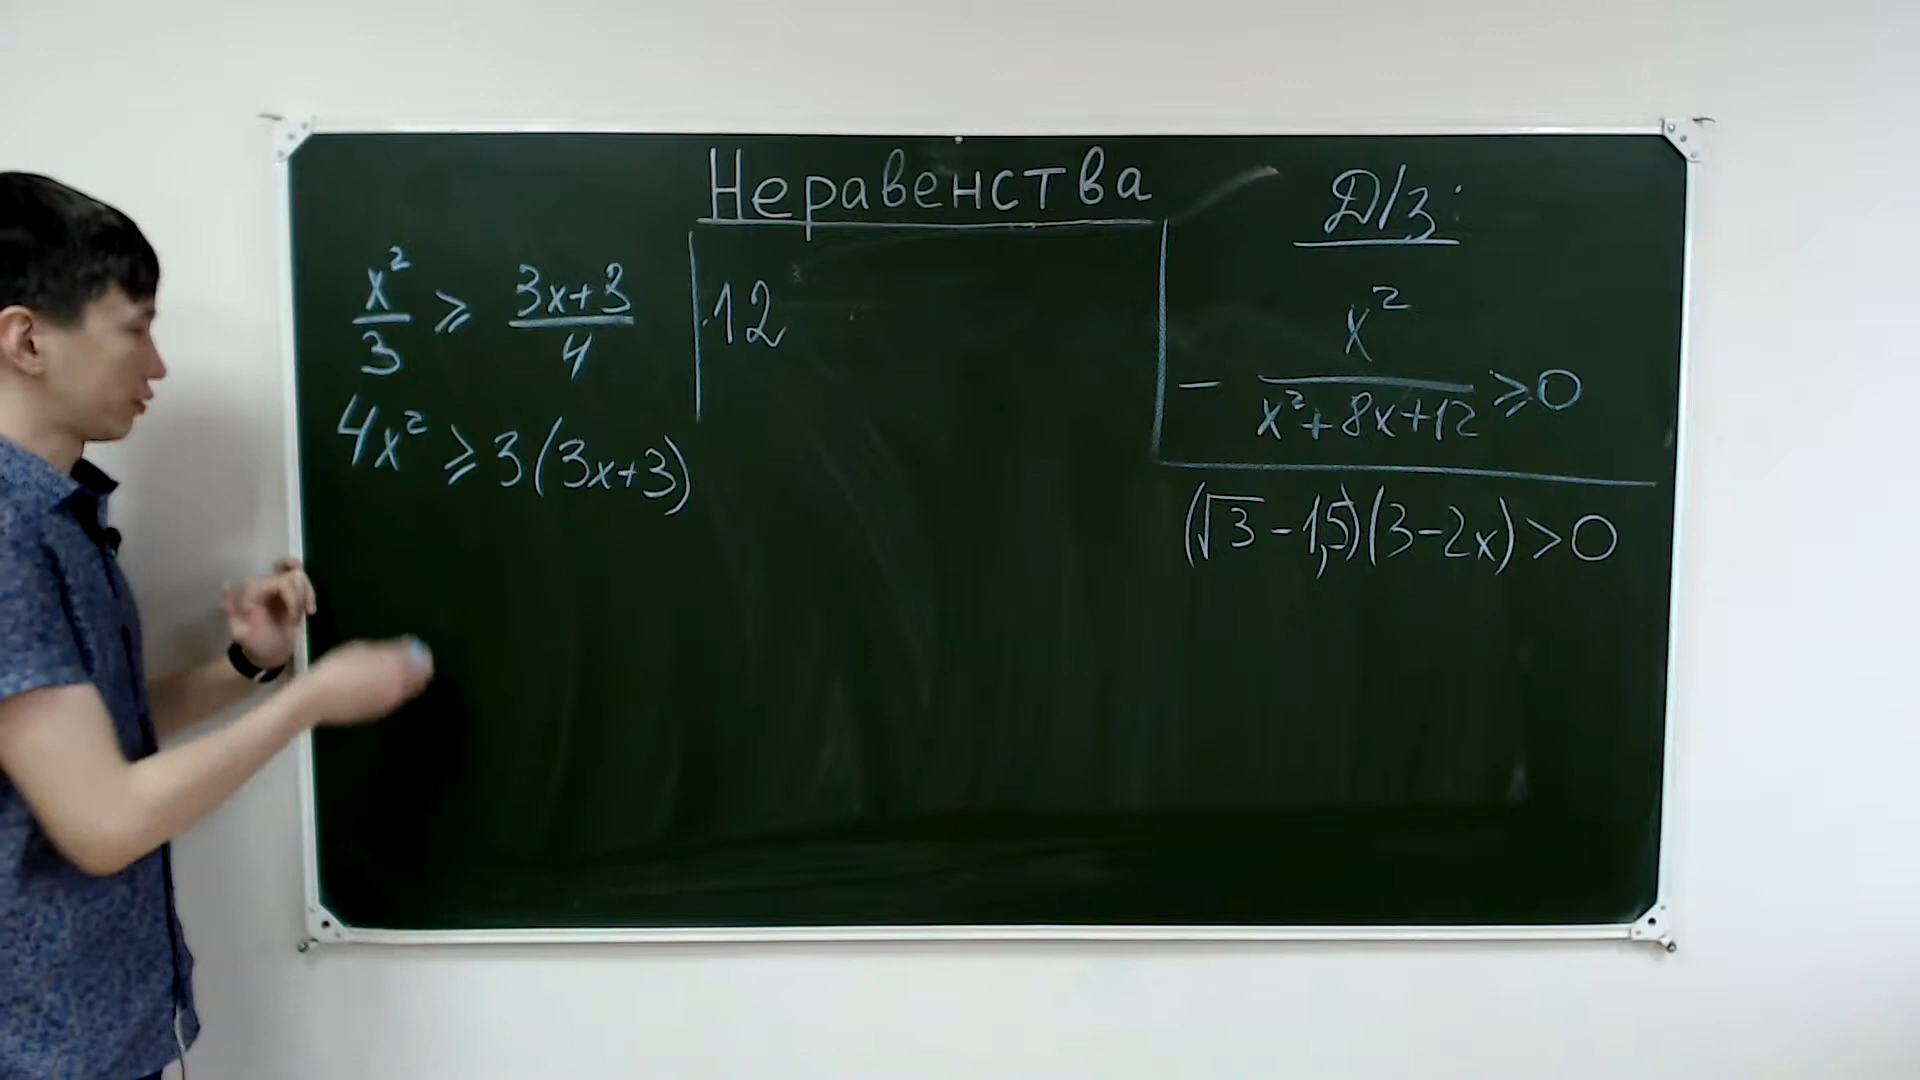 Неравенства
x²/3 ⩾ (3x+3)/4 | ·12
4x² ⩾ 3(3x+3)
Д/з:
− x²/(x²+8x+12) ⩾ 0
(√3 − 1,5)(3−2x) > 0